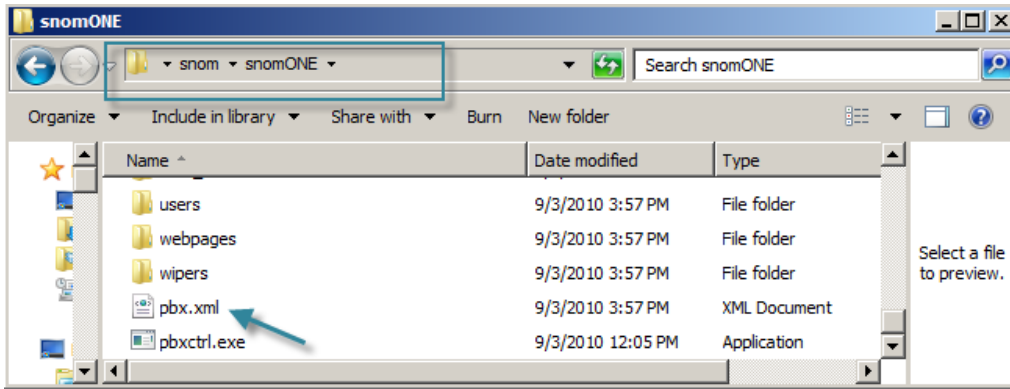 snomONE
snom snomONE Search snomONE
Organize Include in library Share with Burn New folder
Name Date modified Type
users 9/3/2010 3:57 PM File folder
webpages 9/3/2010 3:57 PM File folder
wipers 9/3/2010 3:57 PM File folder
pbx.xml 9/3/2010 3:57 PM XML Document
pbxctrl.exe 9/3/2010 12:05 PM Application
Select a file
to preview.